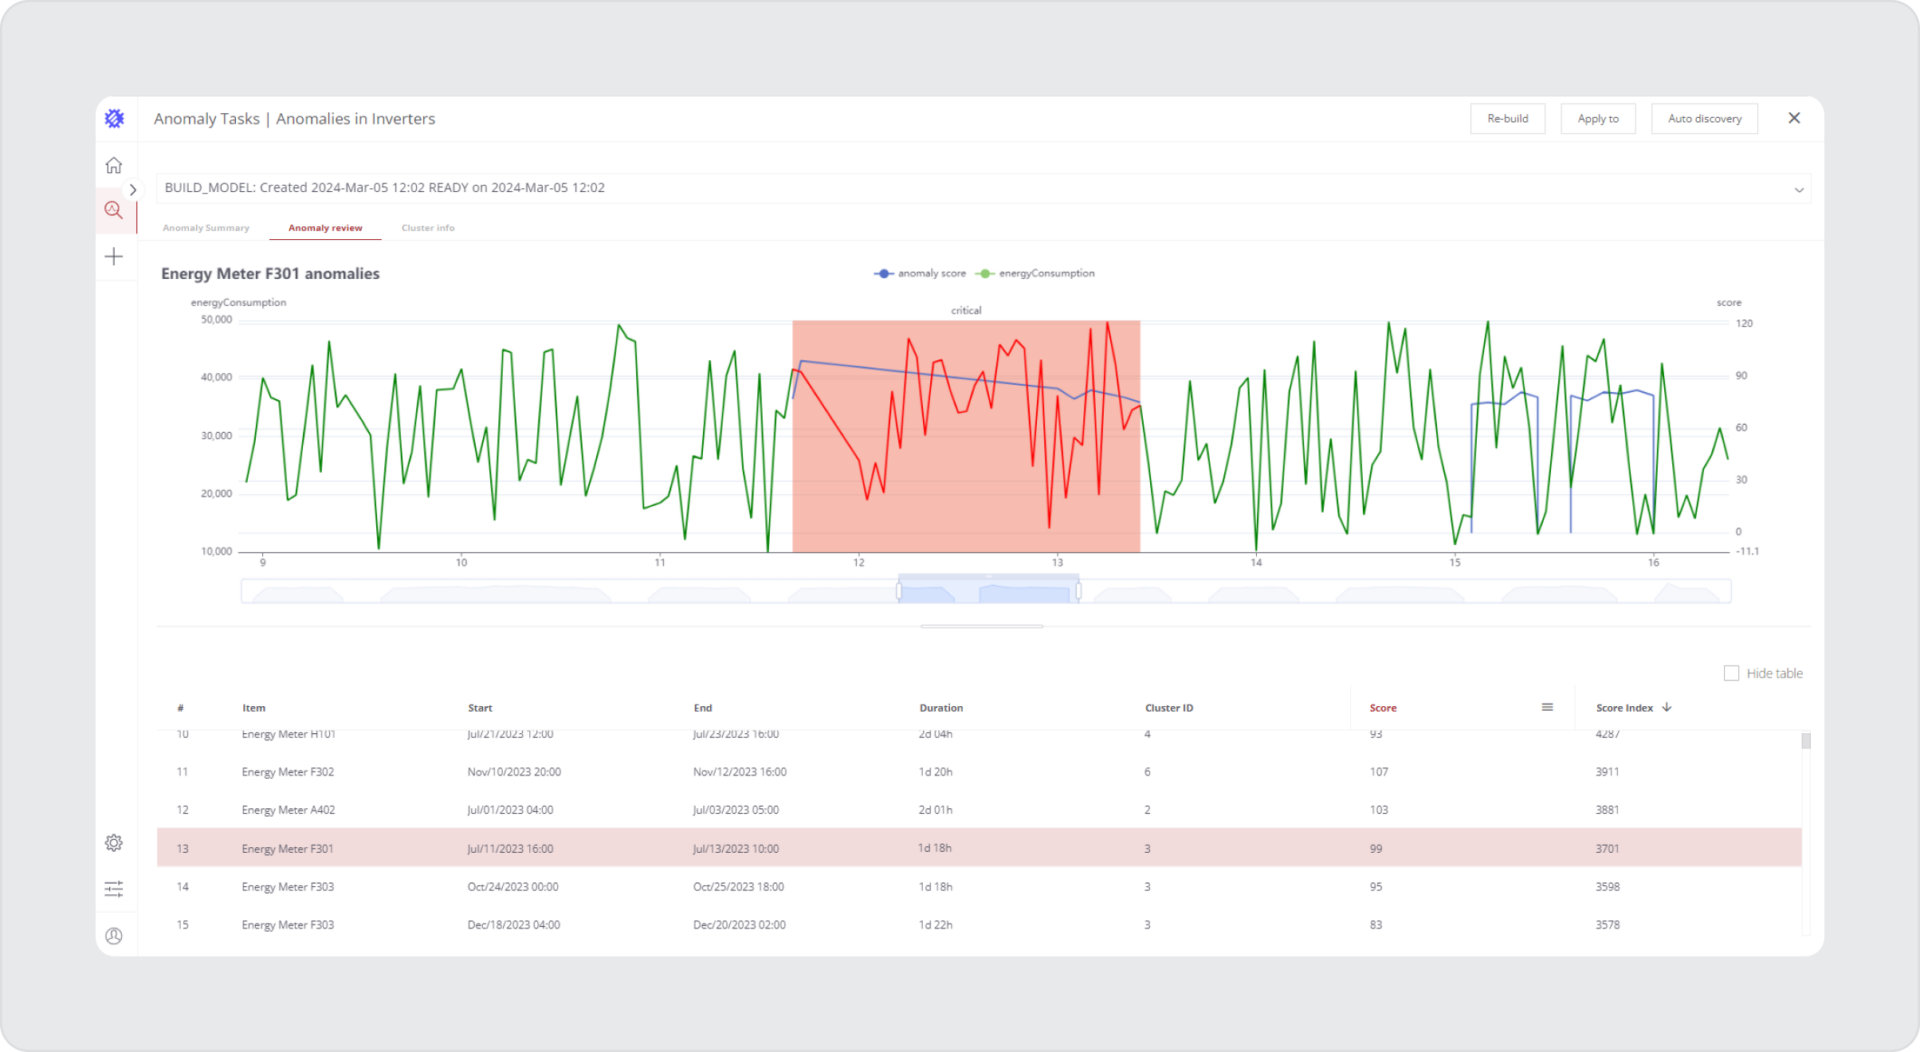 Anomaly Tasks | Anomalies in Inverters
Re-build
Apply to
Auto discovery
BUILD_MODEL: Created 2024-Mar-05 12:02 READY on 2024-Mar-05 12:02
Anomaly Summary
Anomaly review
Cluster info
Energy Meter F301 anomalies
anomaly score
energyConsumption
energyConsumption
critical
score
50,000
40,000
30,000
20,000
10,000
120
90
60
30
0
-11.1
9 10 11 12 13 14 15 16
Hide table
# Item Start End Duration Cluster ID Score Score Index
10 Energy Meter H101 Jul/21/2023 12:00 Jul/23/2023 16:00 2d 04h 4 93 4287
11 Energy Meter F302 Nov/10/2023 20:00 Nov/12/2023 16:00 1d 20h 6 107 3911
12 Energy Meter A402 Jul/01/2023 04:00 Jul/03/2023 05:00 2d 01h 2 103 3881
13 Energy Meter F301 Jul/11/2023 16:00 Jul/13/2023 10:00 1d 18h 3 99 3701
14 Energy Meter F303 Oct/24/2023 00:00 Oct/25/2023 18:00 1d 18h 3 95 3598
15 Energy Meter F303 Dec/18/2023 04:00 Dec/20/2023 02:00 1d 22h 3 83 3578